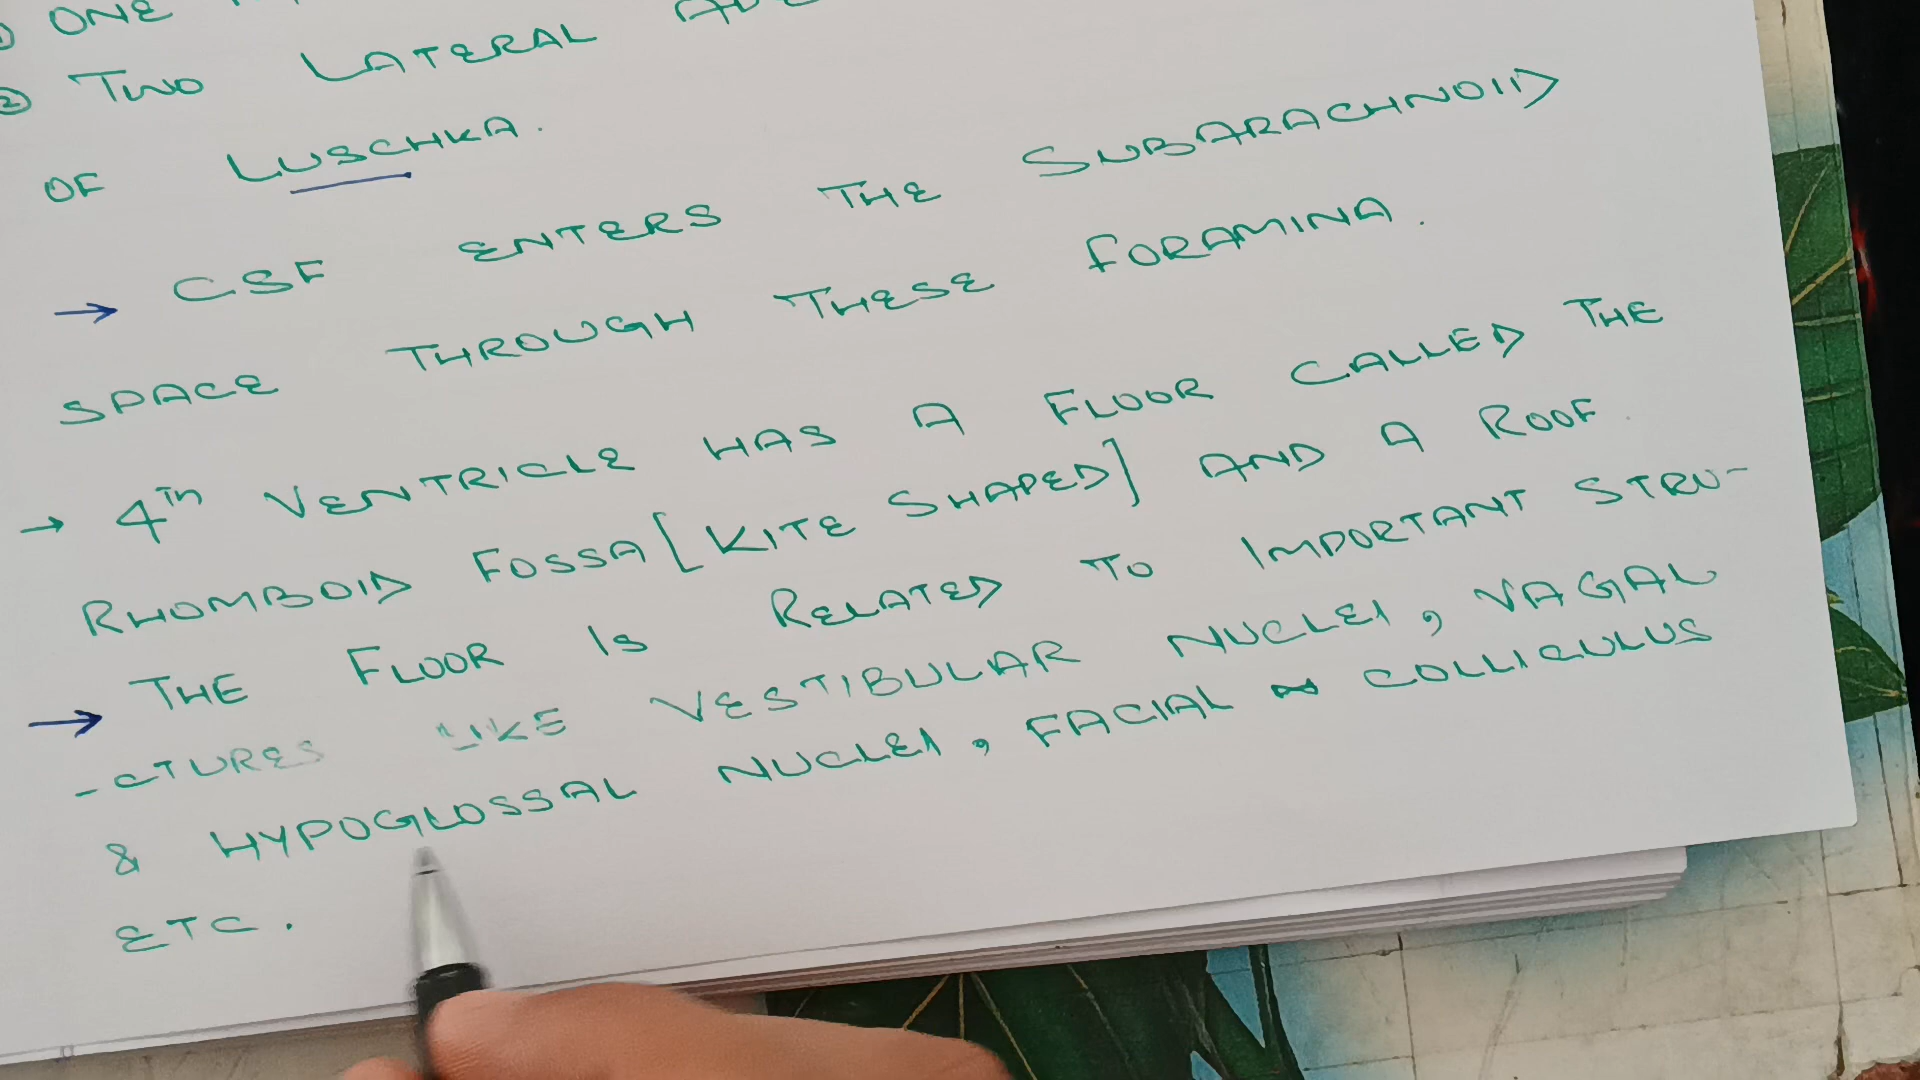 ① ONE
② TWO LATERAL
OF LUSCHKA.
→ CSF ENTERS THE SUBARACHNOID
SPACE THROUGH THESE FORAMINA.
→ 4TH VENTRICLE HAS A FLOOR CALLED THE
RHOMBOID FOSSA [KITE SHAPED] AND A ROOF.
→ THE FLOOR IS RELATED TO IMPORTANT STRU-
-CTURES LIKE VESTIBULAR NUCLEI, VAGAL
& HYPOGLOSSAL NUCLEI, FACIAL COLLICULUS
ETC.